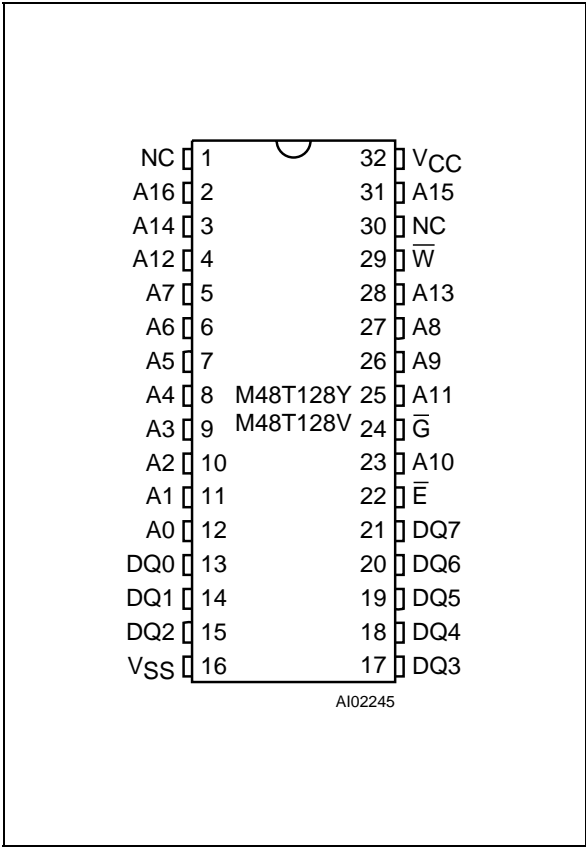 NC 1 32 VCC
A16 2 31 A15
A14 3 30 NC
A12 4 29 W̅
A7 5 28 A13
A6 6 27 A8
A5 7 26 A9
A4 8 M48T128Y 25 A11
A3 9 M48T128V 24 G̅
A2 10 23 A10
A1 11 22 E̅
A0 12 21 DQ7
DQ0 13 20 DQ6
DQ1 14 19 DQ5
DQ2 15 18 DQ4
VSS 16 17 DQ3
AI02245